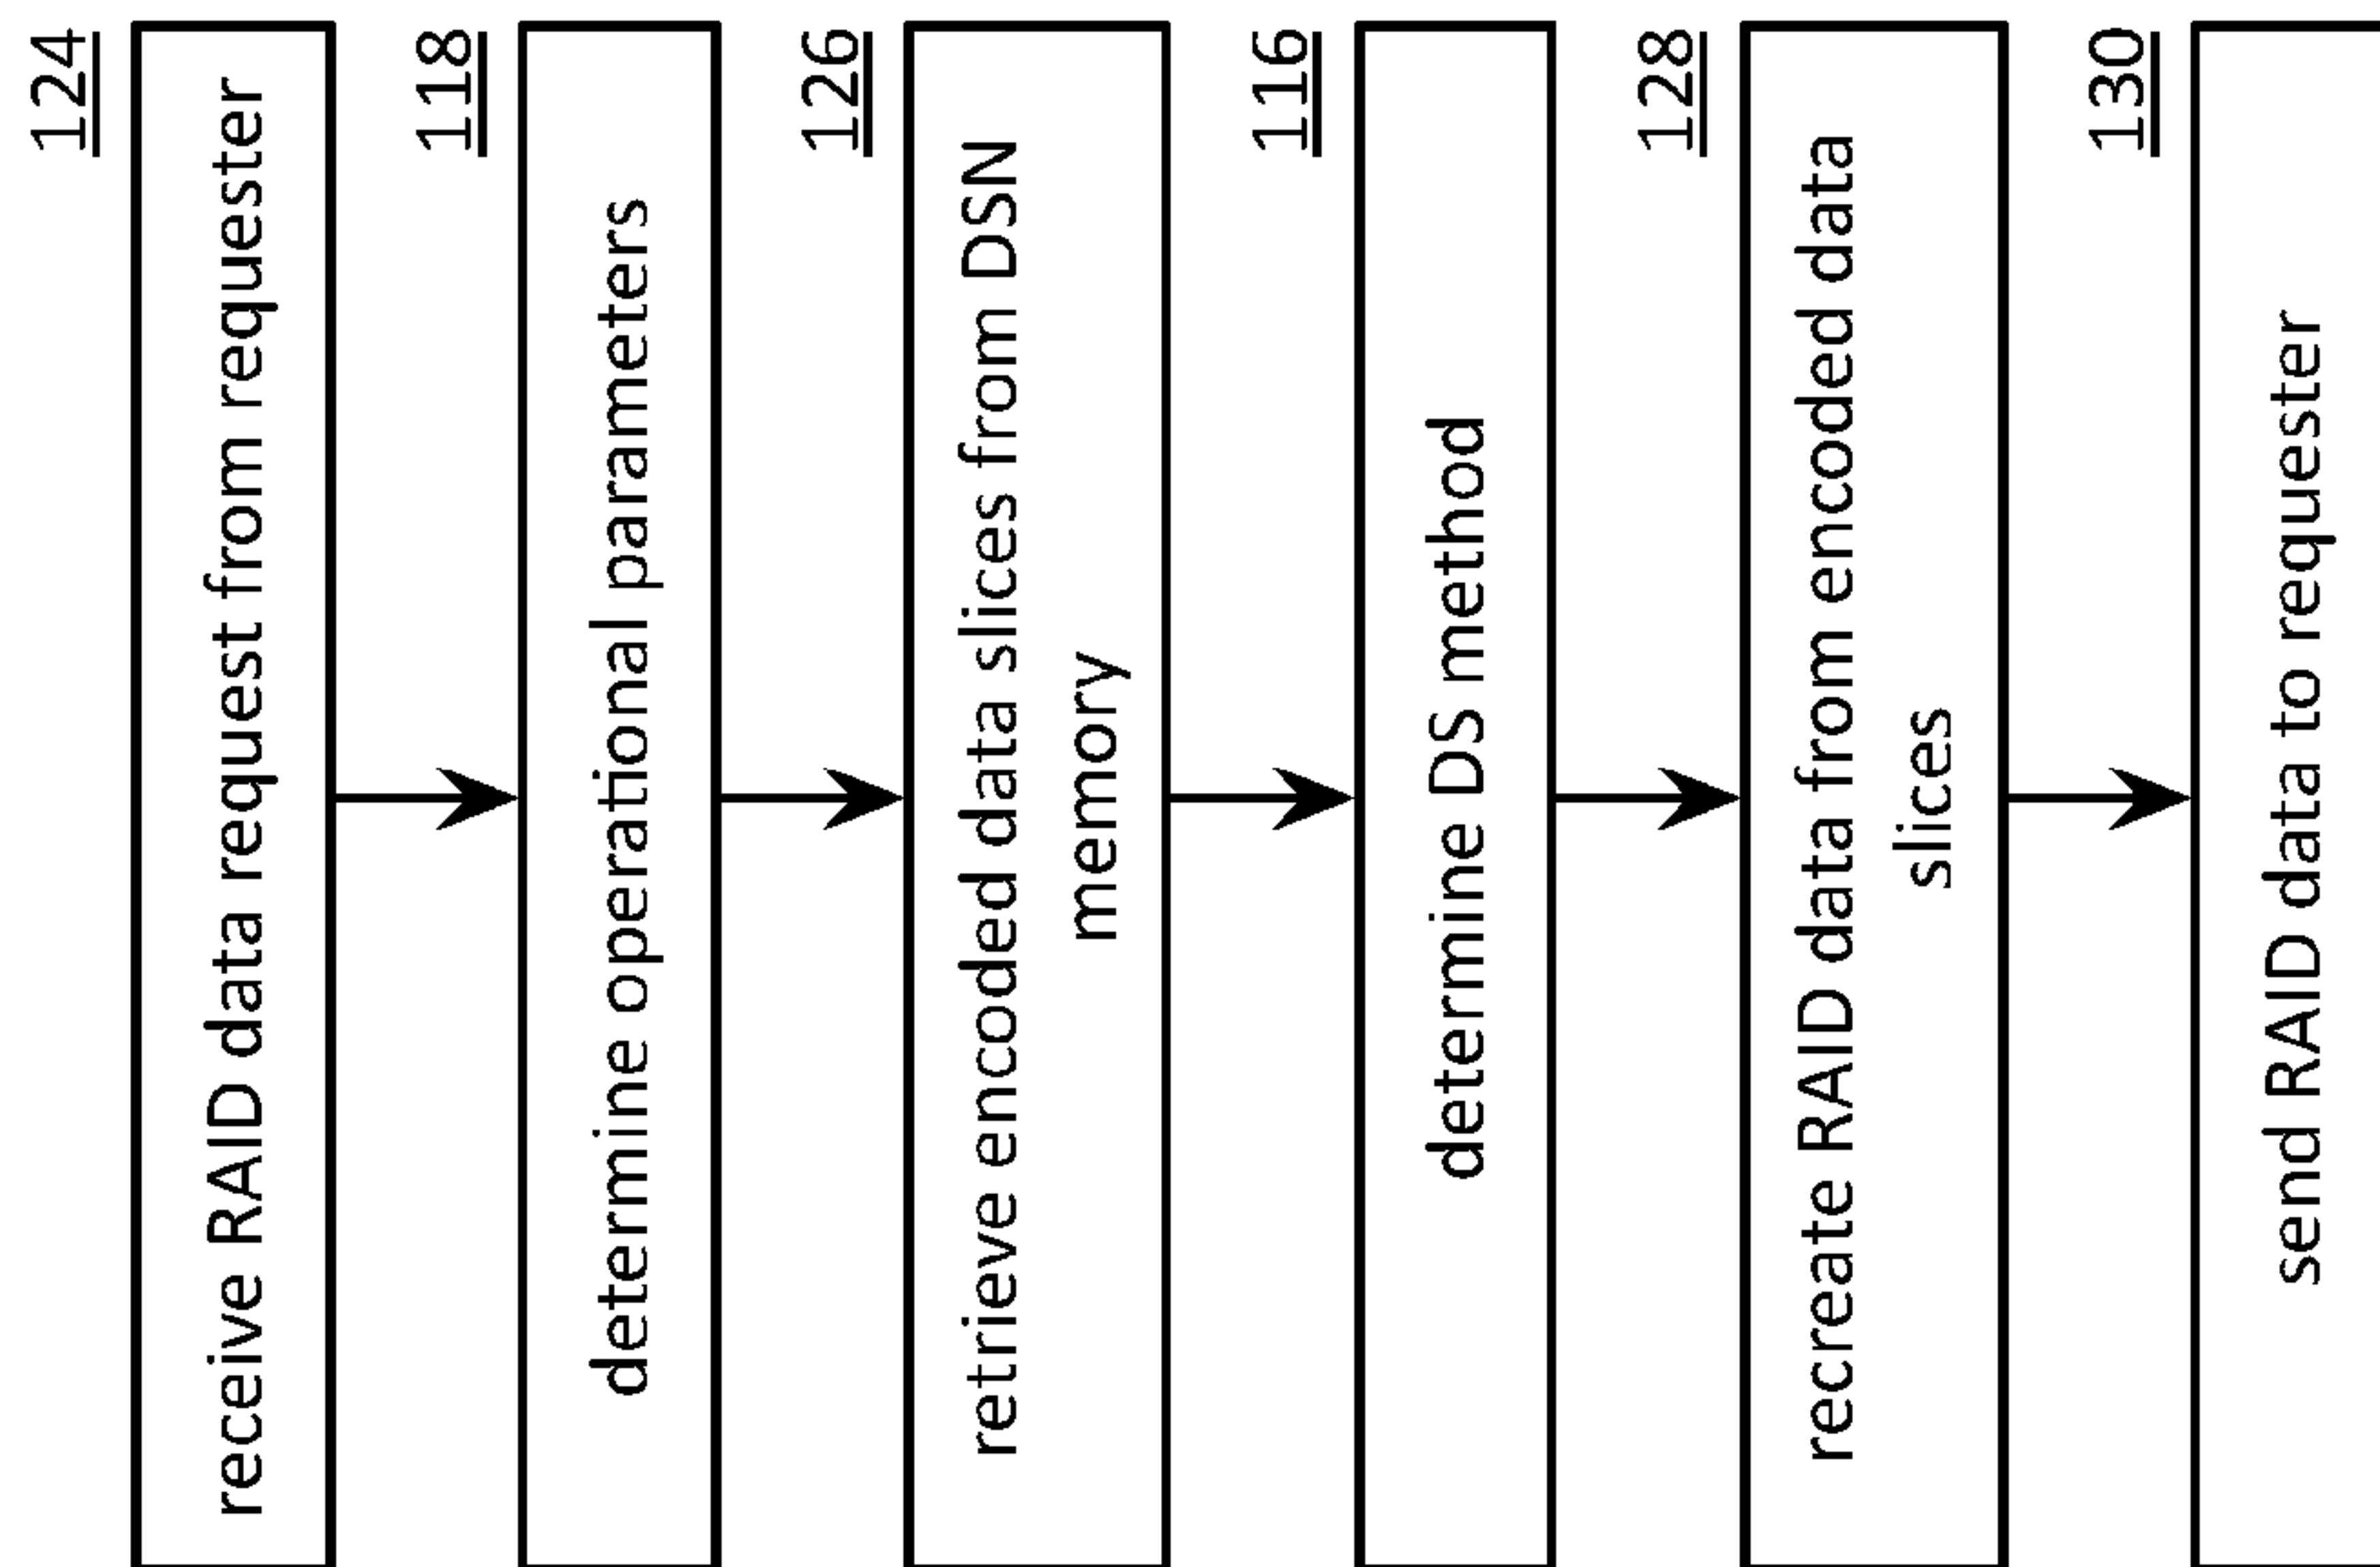 124
receive RAID data request from requester
118
determine operational parameters
126
retrieve encoded data slices from DSN
memory
116
determine DS method
128
recreate RAID data from encoded data
slices
130
send RAID data to requester